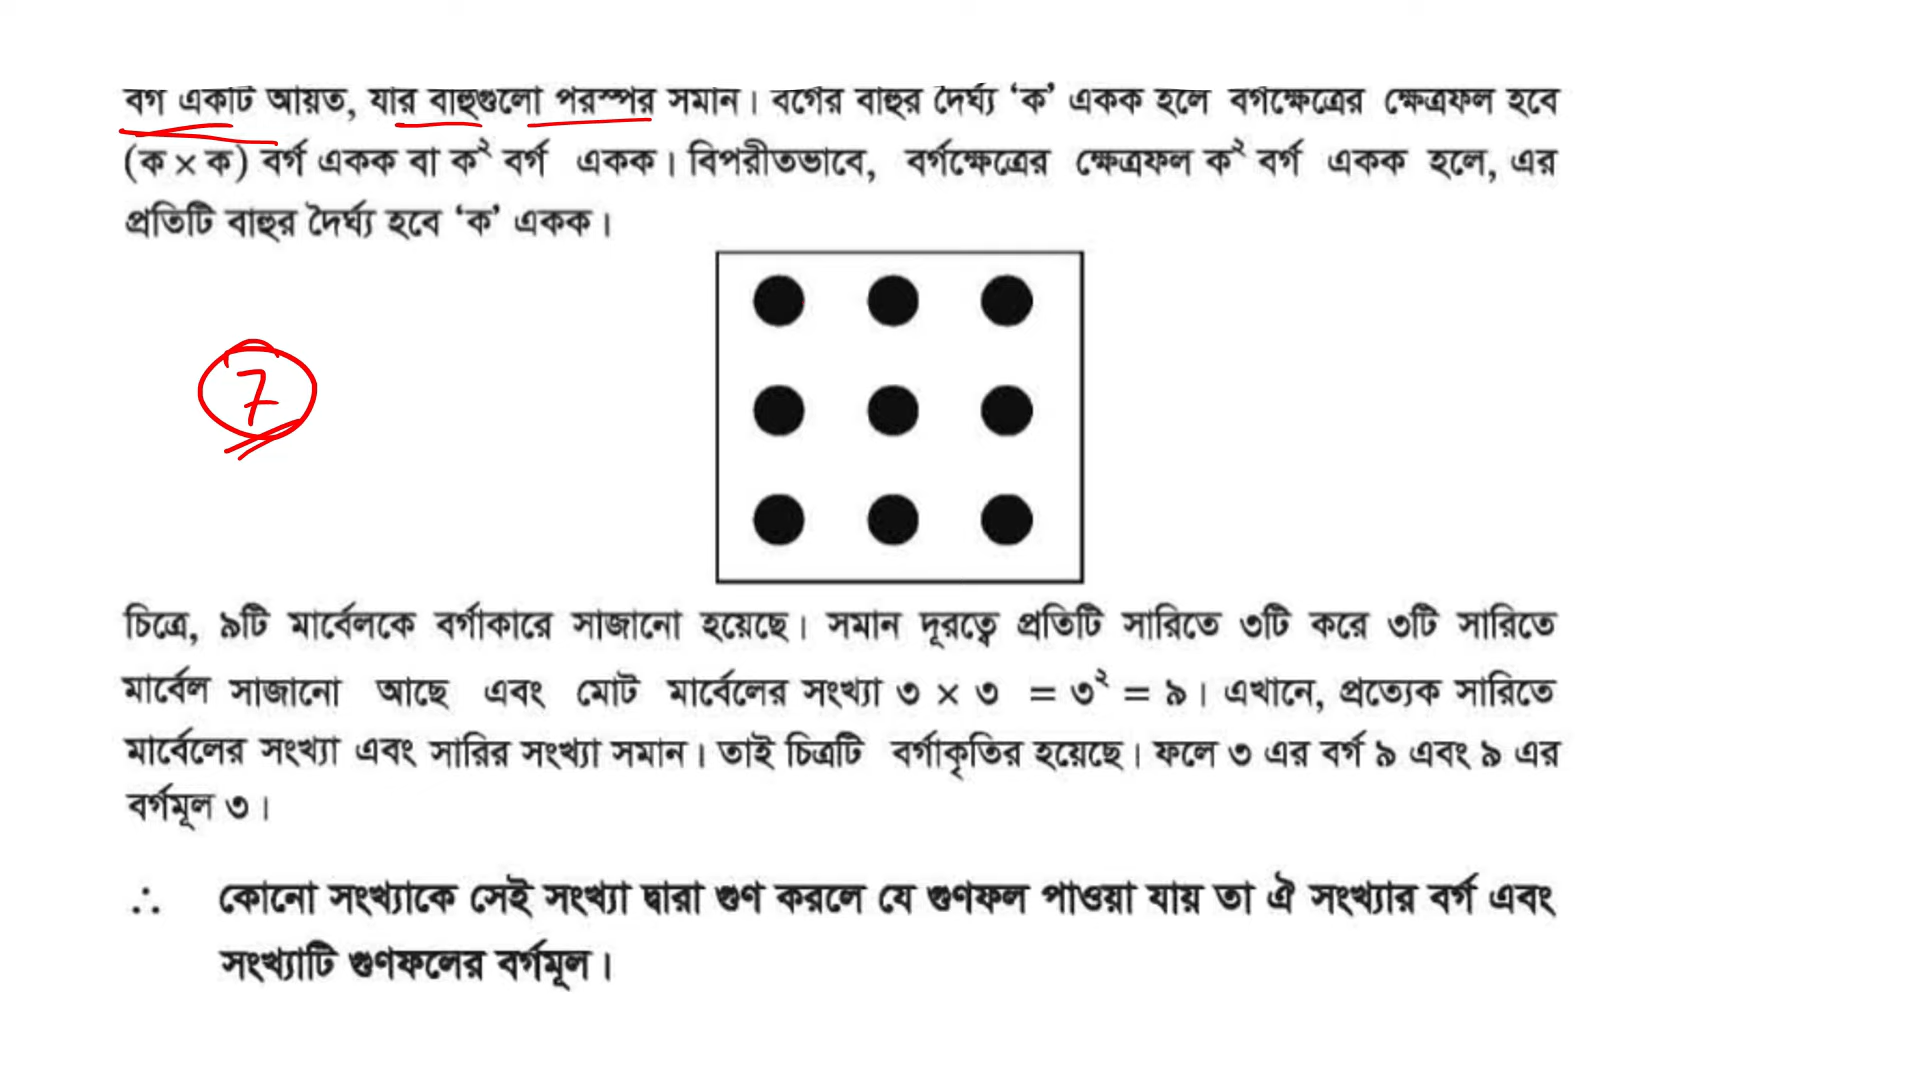 বর্গ একটি আয়ত, যার বাহুগুলো পরস্পর সমান। বর্গের বাহুর দৈর্ঘ্য ‘ক’ একক হলে বর্গক্ষেত্রের ক্ষেত্রফল হবে
(ক × ক) বর্গ একক বা ক² বর্গ একক। বিপরীতভাবে, বর্গক্ষেত্রের ক্ষেত্রফল ক² বর্গ একক হলে, এর
প্রতিটি বাহুর দৈর্ঘ্য হবে ‘ক’ একক।
7
চিত্রে, ৯টি মার্বেলকে বর্গাকারে সাজানো হয়েছে। সমান দূরত্বে প্রতিটি সারিতে ৩টি করে ৩টি সারিতে
মার্বেল সাজানো আছে এবং মোট মার্বেলের সংখ্যা ৩ × ৩ = ৩² = ৯। এখানে, প্রত্যেক সারিতে
মার্বেলের সংখ্যা এবং সারির সংখ্যা সমান। তাই চিত্রটি বর্গাকৃতির হয়েছে। ফলে ৩ এর বর্গ ৯ এবং ৯ এর
বর্গমূল ৩।
∴ কোনো সংখ্যাকে সেই সংখ্যা দ্বারা গুণ করলে যে গুণফল পাওয়া যায় তা ঐ সংখ্যার বর্গ এবং
সংখ্যাটি গুণফলের বর্গমূল।